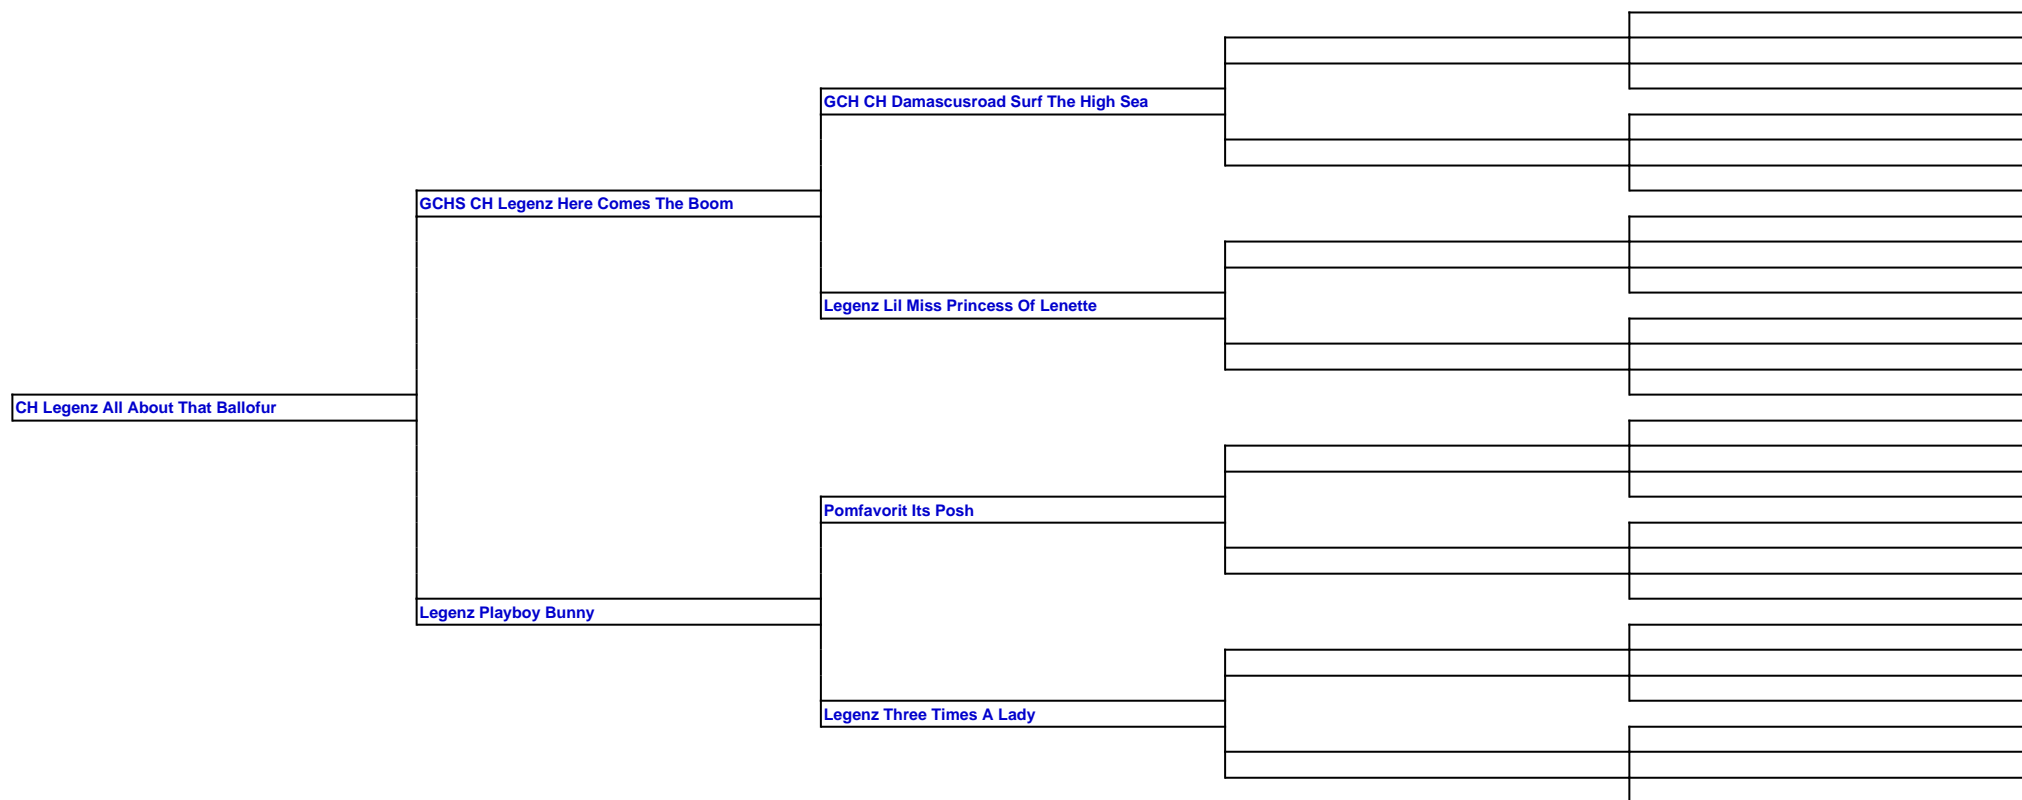 GCH CH Damascusroad Surf The High Sea
GCHS CH Legenz Here Comes The Boom
Legenz Lil Miss Princess Of Lenette
CH Legenz All About That Ballofur
Pomfavorit Its Posh
Legenz Playboy Bunny
Legenz Three Times A Lady